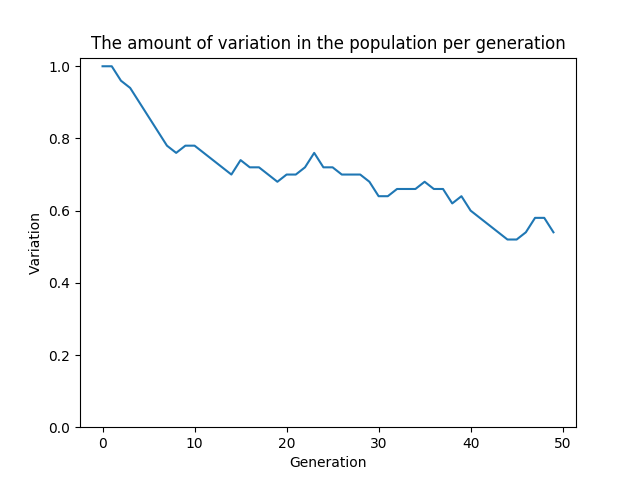 The amount of variation in the population per generation
1.0
0.8
0.6
0.4
0.2
0.0
Variation
0 10 20 30 40 50
Generation